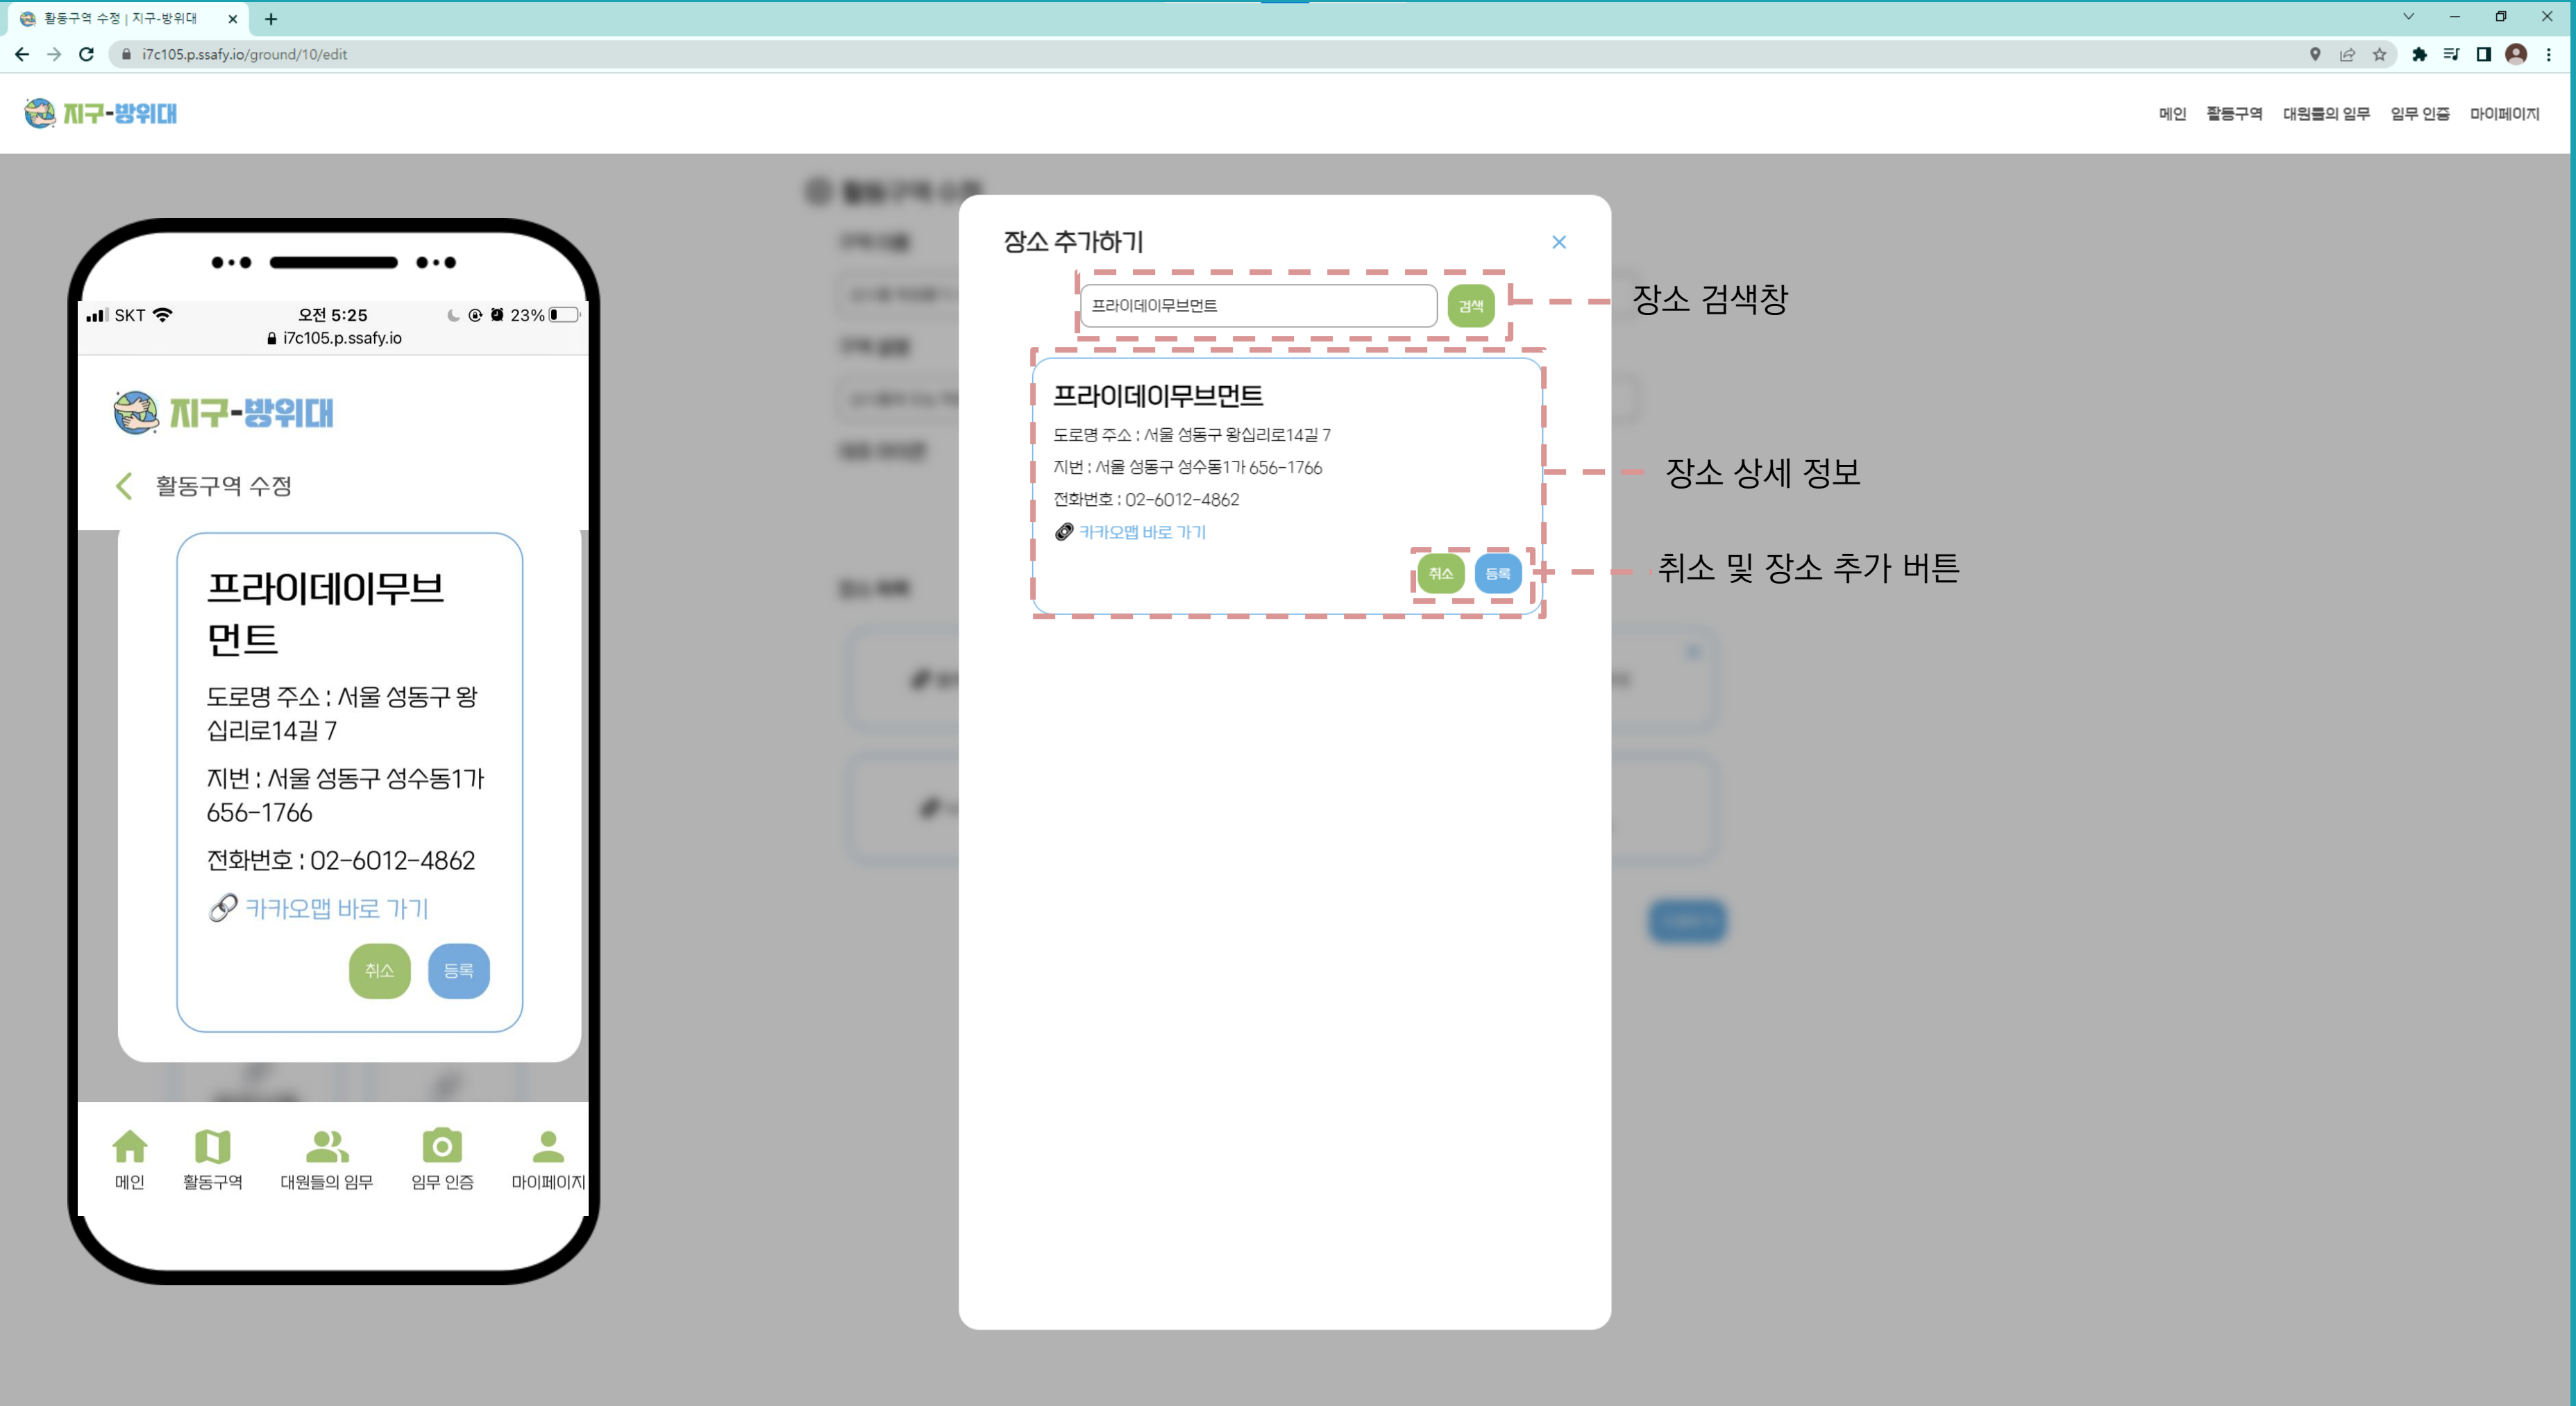 활동구역 수정 | 지구-방위대
i7c105.p.ssafy.io/ground/10/edit
지구-방위대
메인 활동구역 대원들의 임무 임무 인증 마이페이지
SKT 오전 5:25 23%
i7c105.p.ssafy.io
지구-방위대
활동구역 수정
프라이데이무브
먼트
도로명 주소 : 서울 성동구 왕
십리로14길 7
지번 : 서울 성동구 성수동1가
656-1766
전화번호 : 02-6012-4862
카카오맵 바로 가기
취소 등록
메인 활동구역 대원들의 임무 임무 인증 마이페이지
장소 추가하기
프라이데이무브먼트 검색
장소 검색창
프라이데이무브먼트
도로명 주소 : 서울 성동구 왕십리로14길 7
지번 : 서울 성동구 성수동1가 656-1766
전화번호 : 02-6012-4862
카카오맵 바로 가기
취소 등록
장소 상세 정보
취소 및 장소 추가 버튼